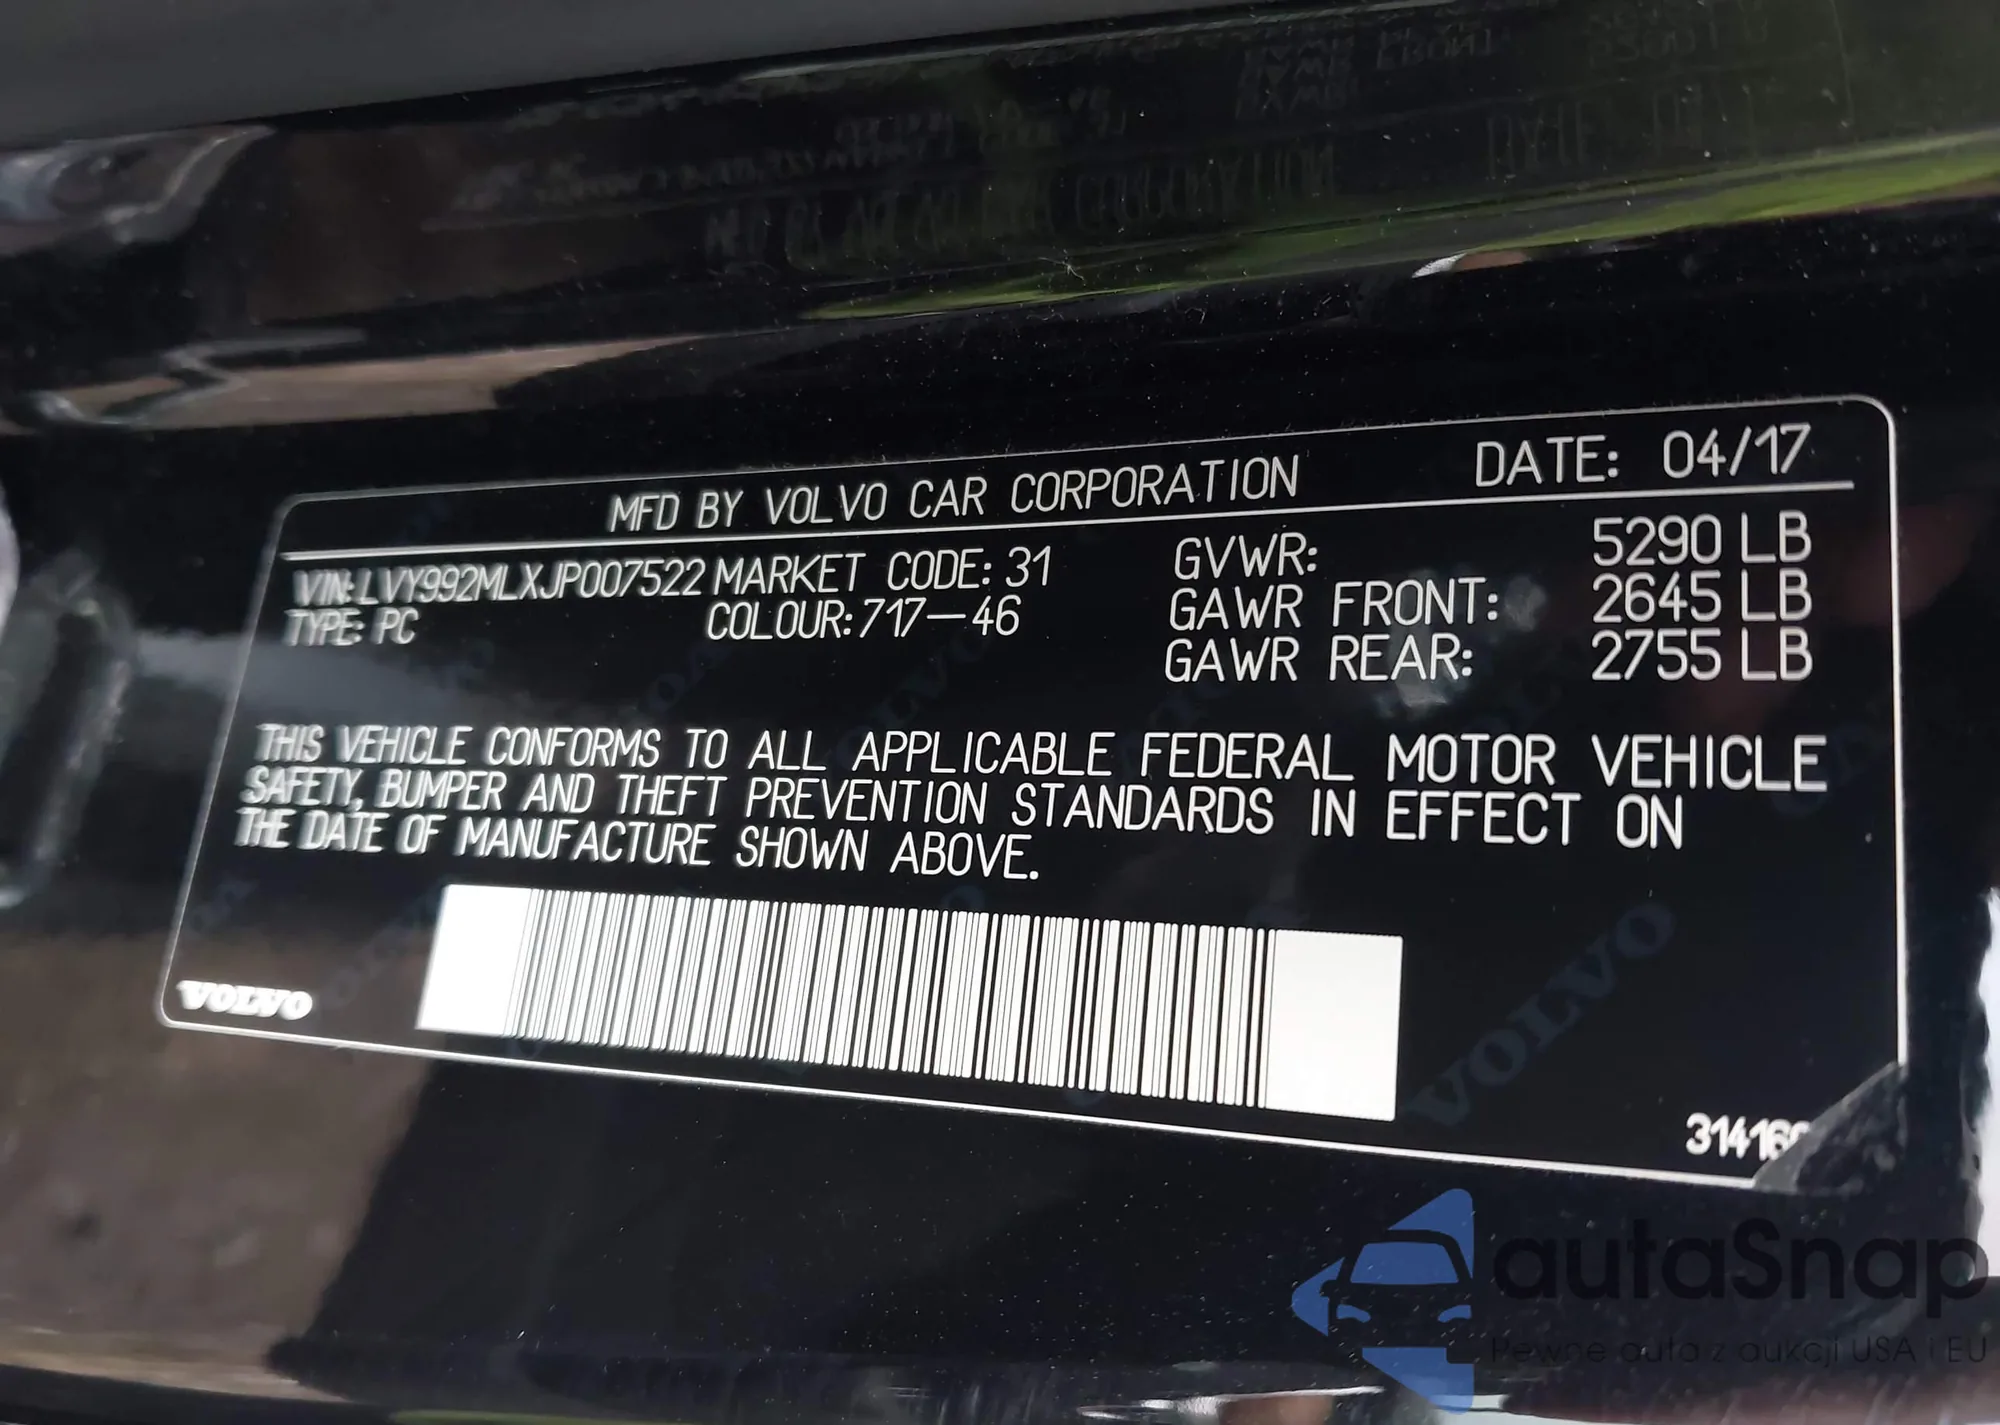 MFD BY VOLVO CAR CORPORATION DATE: 04/17
VIN: LVY992MLXJP007522 MARKET CODE: 31 GVWR: 5290 LB
TYPE: PC COLOUR: 717-46 GAWR FRONT: 2645 LB
GAWR REAR: 2755 LB
THIS VEHICLE CONFORMS TO ALL APPLICABLE FEDERAL MOTOR VEHICLE
SAFETY, BUMPER AND THEFT PREVENTION STANDARDS IN EFFECT ON
THE DATE OF MANUFACTURE SHOWN ABOVE.
VOLVO
VOLVO
autaSnap
Pewne auta z aukcji USA i EU